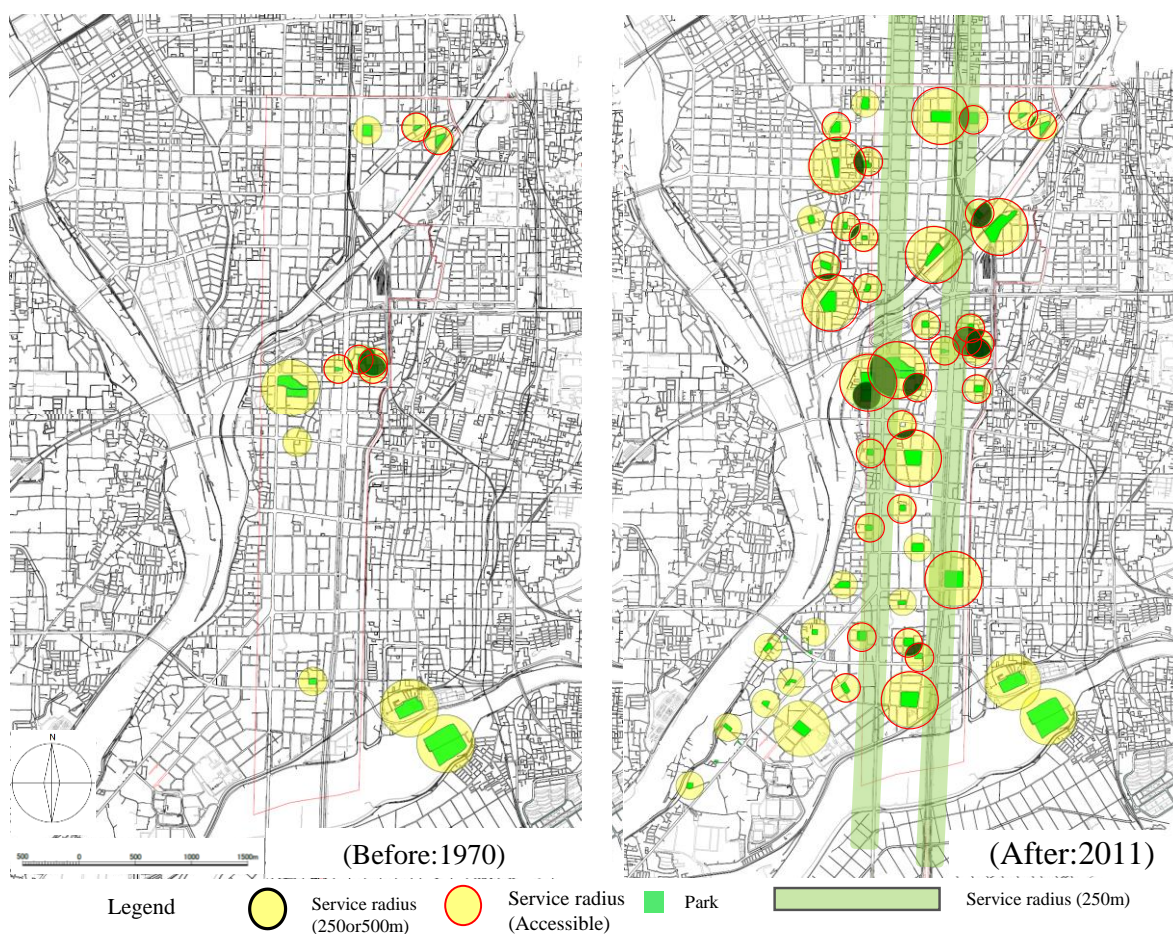 N
500 0 500 1000 1500m
(Before:1970)
(After:2011)
Legend
Service radius
(250or500m)
Service radius
(Accessible)
Park
Service radius (250m)